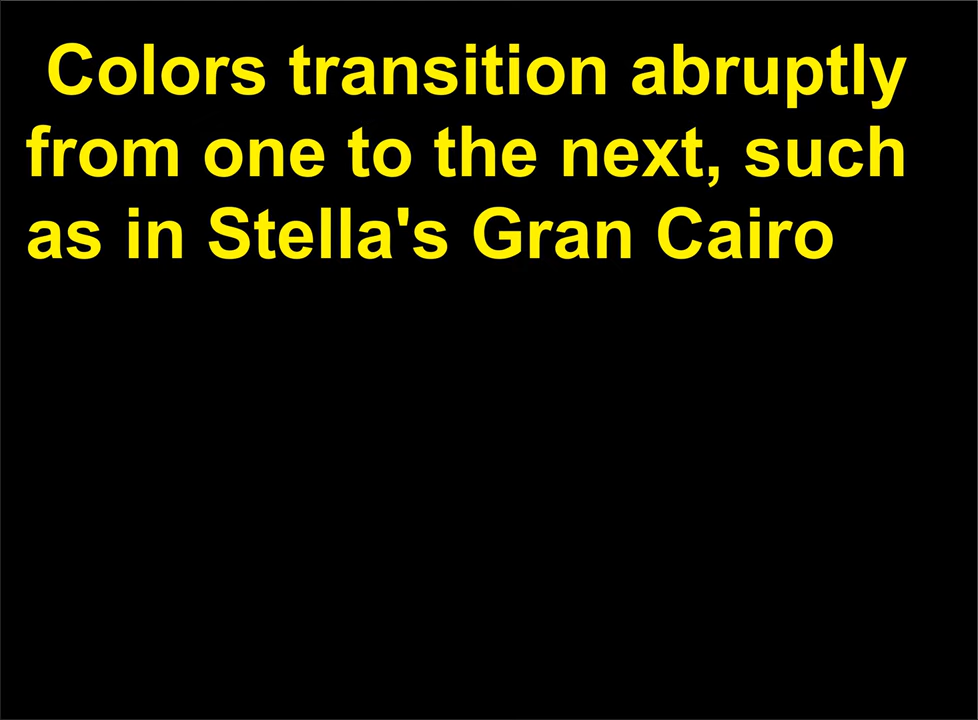 Colors transition abruptly
from one to the next, such
as in Stella's Gran Cairo